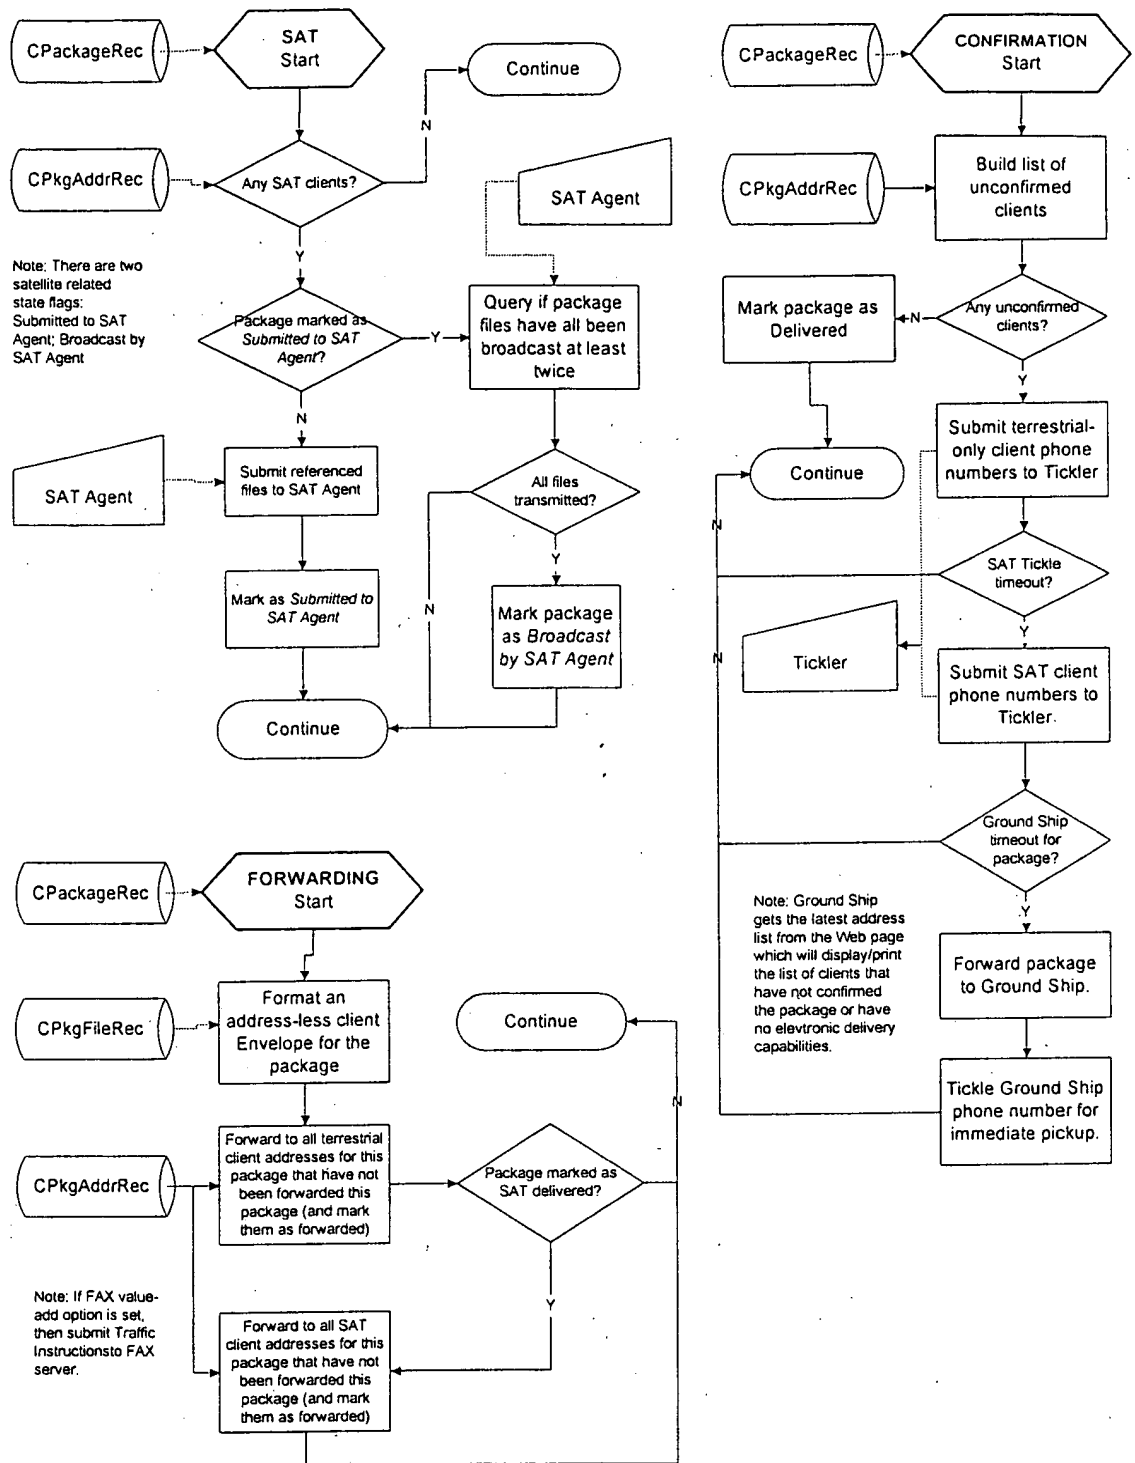 CPackageRec
SAT
Start
Continue
N
CPkgAddrRec
Any SAT clients?
SAT Agent
Y
Note: There are two
satellite related
state flags:
Submitted to SAT
Agent; Broadcast by
SAT Agent
Package marked as
Submitted to SAT
Agent?
Y
Query if package
files have all been
broadcast at least
twice
N
SAT Agent
Submit referenced
files to SAT Agent
All files
transmitted?
Y
N
Mark as Submitted to
SAT Agent
Mark package
as Broadcast
by SAT Agent
Continue
CPackageRec
CONFIRMATION
Start
CPkgAddrRec
Build list of
unconfirmed
clients
Mark package as
Delivered
N
Any unconfirmed
clients?
Y
Continue
Submit terrestrial-
only client phone
numbers to Tickler
N
SAT Tickle
timeout?
Y
N
Tickler
Submit SAT client
phone numbers to
Tickler.
Ground Ship
timeout for
package?
Y
Note: Ground Ship
gets the latest address
list from the Web page
which will display/print
the list of clients that
have not confirmed
the package or have
no elevtronic delivery
capabilities.
Forward package
to Ground Ship.
Tickle Ground Ship
phone number for
immediate pickup.
CPackageRec
FORWARDING
Start
CPkgFileRec
Format an
address-less client
Envelope for the
package
Continue
N
CPkgAddrRec
Forward to all terrestrial
client addresses for this
package that have not
been forwarded this
package (and mark
them as forwarded)
Package marked as
SAT delivered?
Y
Note: If FAX value-
add option is set,
then submit Traffic
Instructionsto FAX
server.
Forward to all SAT
client addresses for this
package that have not
been forwarded this
package (and mark
them as forwarded)